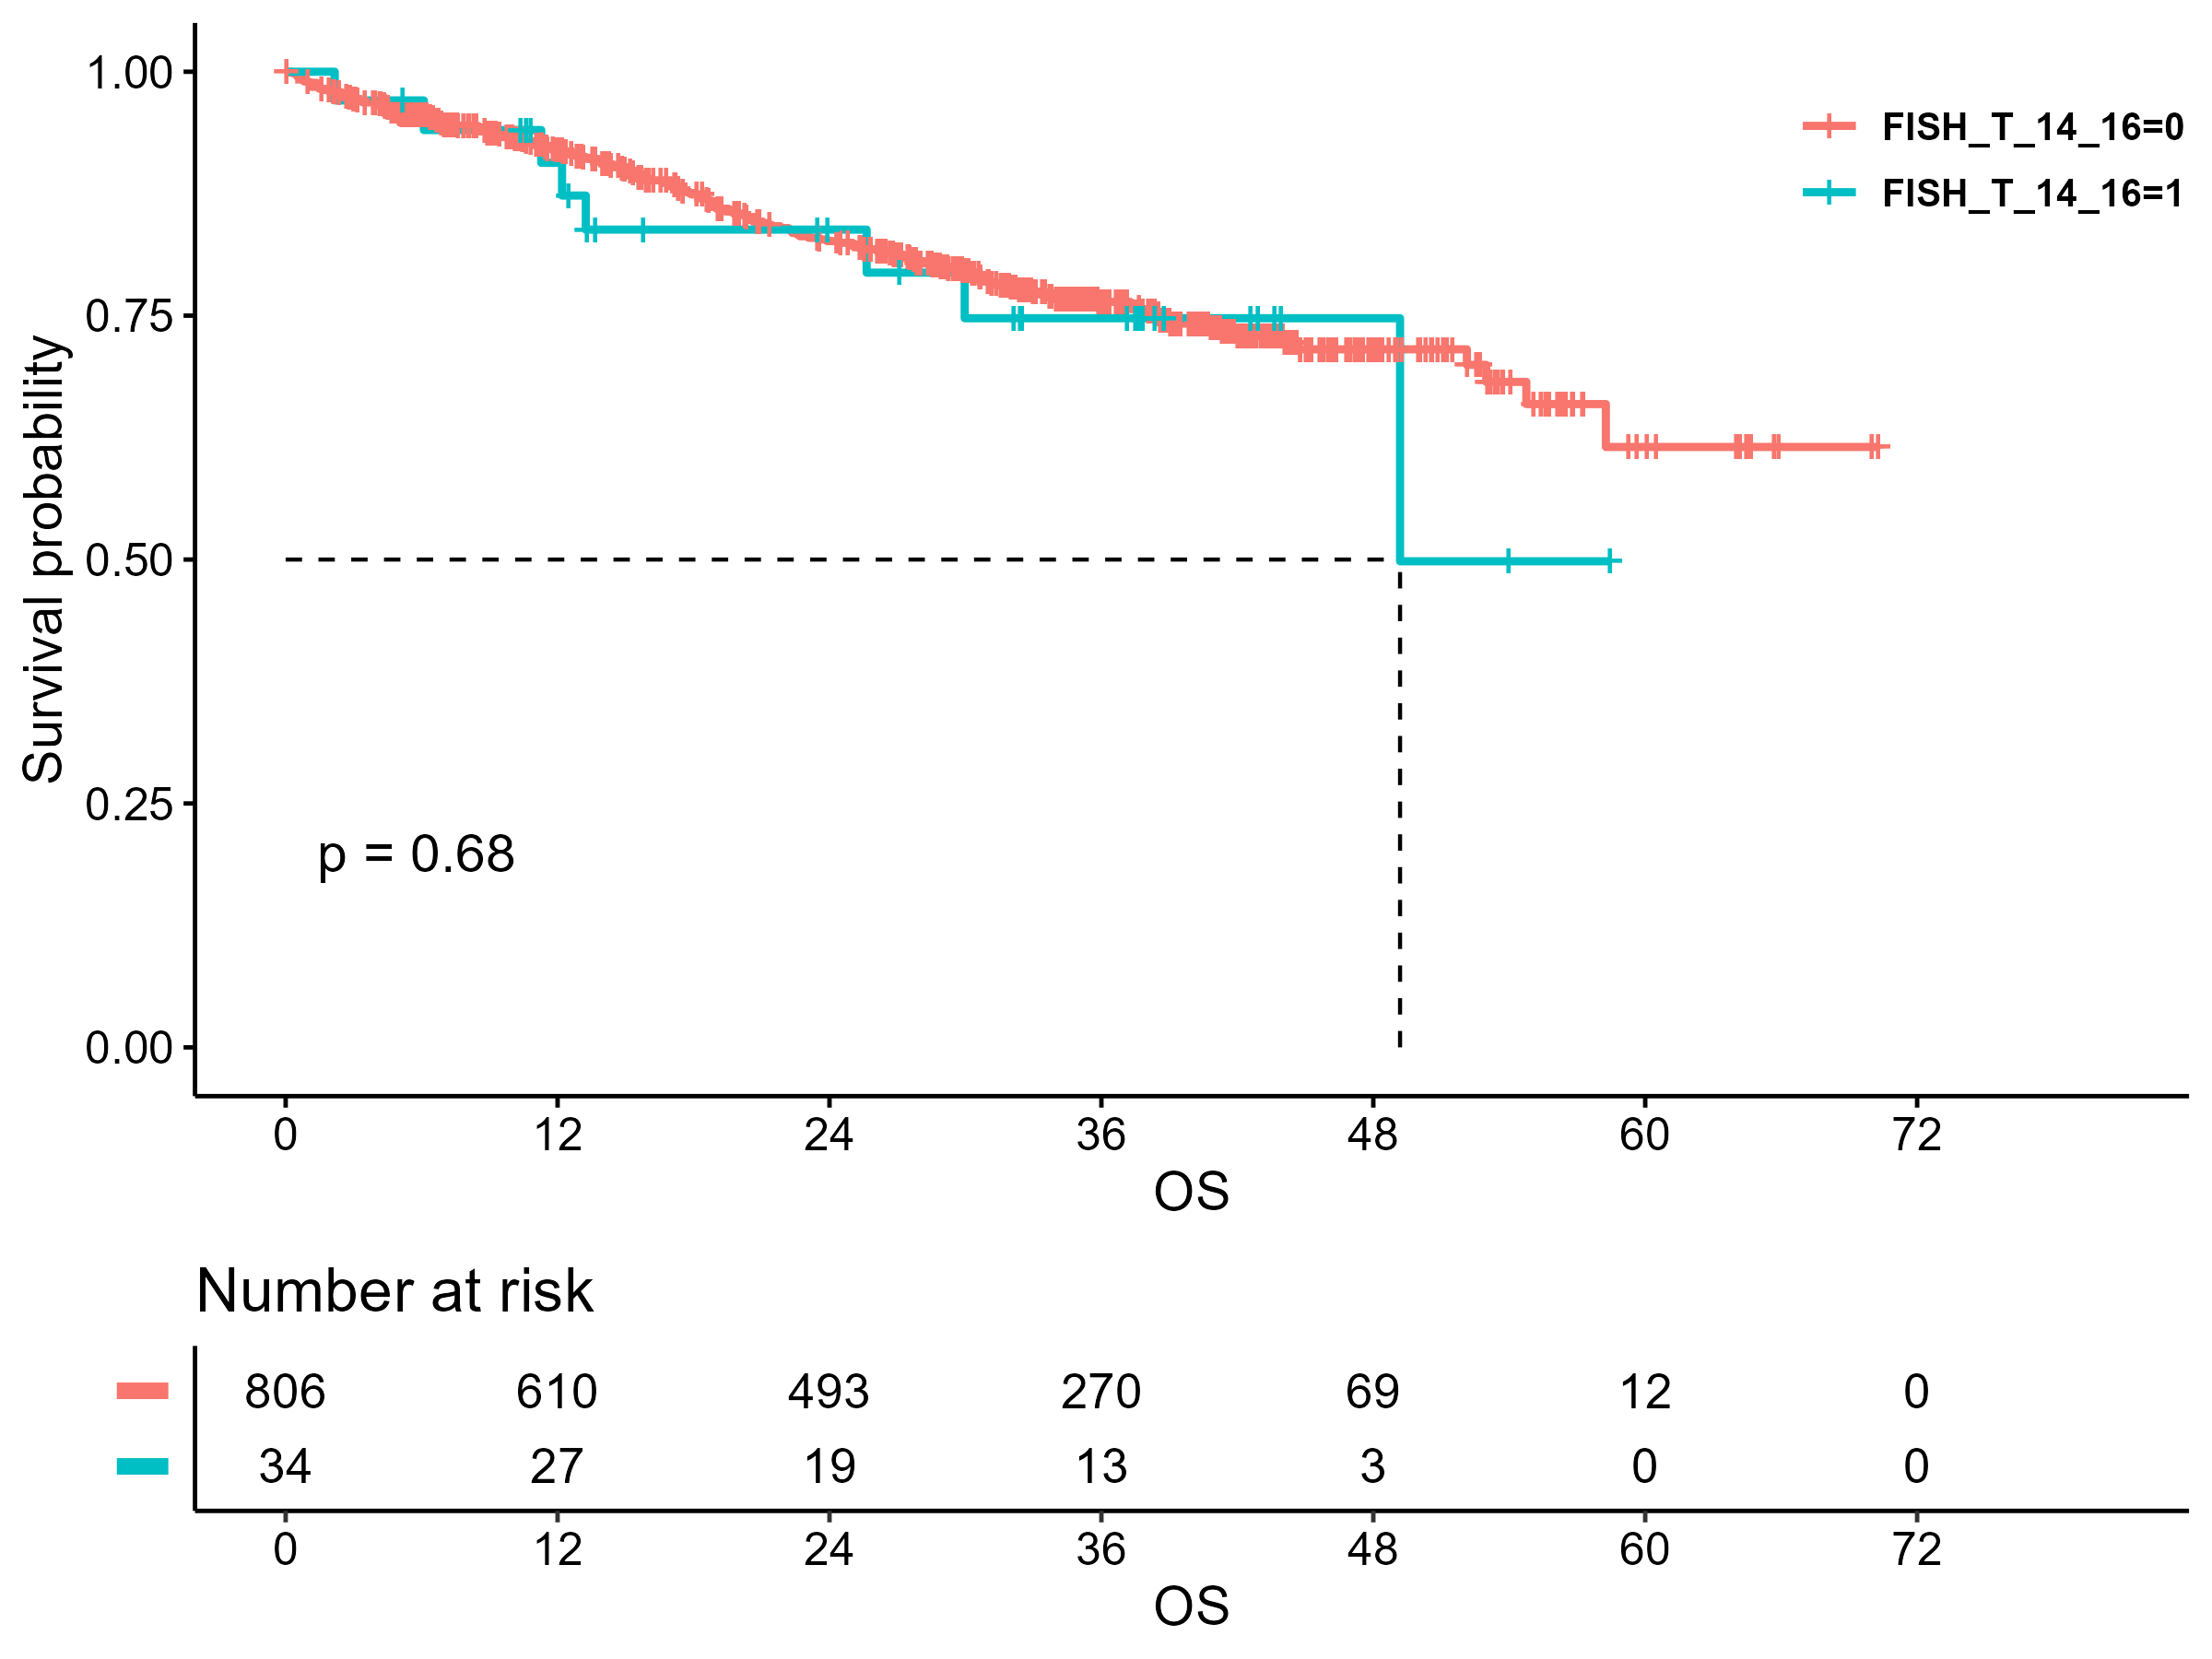 1.00
0.75
0.50
0.25
0.00
Survival probability
FISH_T_14_16=0
FISH_T_14_16=1
p = 0.68
0 12 24 36 48 60 72
OS
Number at risk
806 610 493 270 69 12 0
34 27 19 13 3 0 0
0 12 24 36 48 60 72
OS